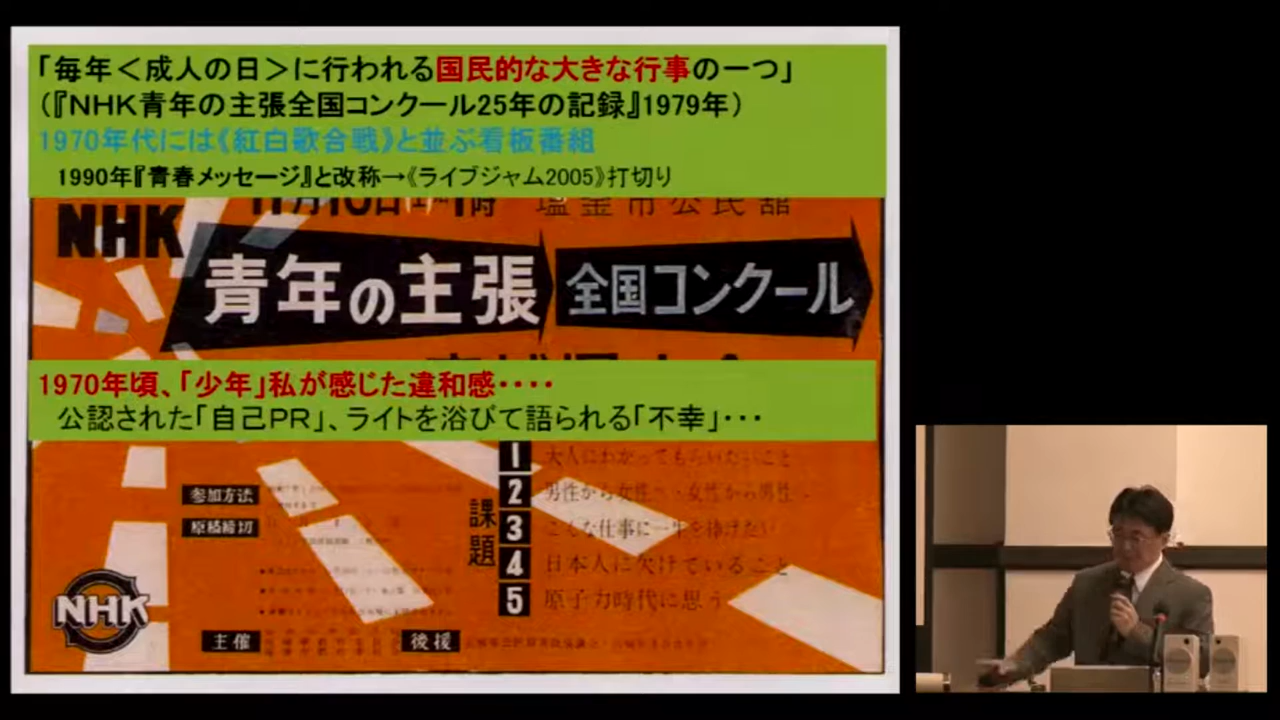 「毎年＜成人の日＞に行われる国民的な大きな行事の一つ」
（『ＮＨＫ青年の主張全国コンクール25年の記録』1979年）
1970年代には《紅白歌合戦》と並ぶ看板番組
1990年『青春メッセージ』と改称→《ライブジャム2005》打切り
11月10日 1時 塩釜市公民館
NHK
青年の主張 全国コンクール
1970年頃、「少年」私が感じた違和感・・・・
公認された「自己ＰＲ」、ライトを浴びて語られる「不幸」・・・
課題
1 大人にわかってもらいたいこと
2 男性から女性へ・女性から男性へ
3 こんな仕事に一生を捧げたい
4 日本人に欠けていること
5 原子力時代に思う
参加方法
原稿締切
NHK
主催
後援